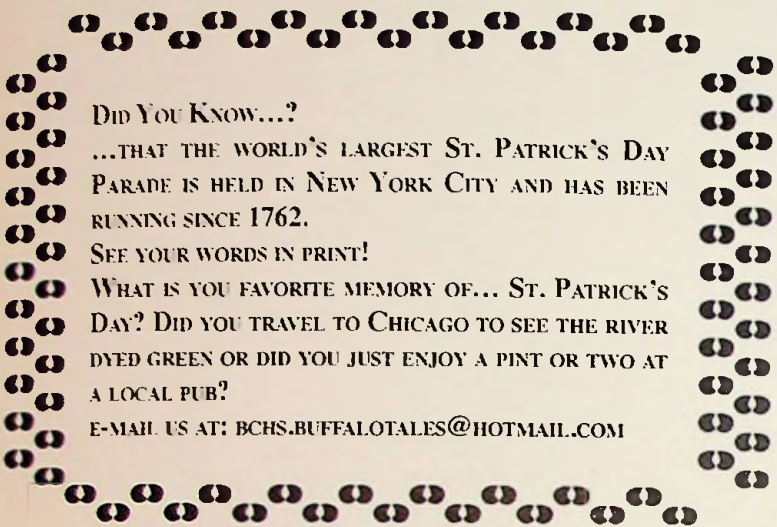 Did You Know...?
...that the world's largest St. Patrick's Day
Parade is held in New York City and has been
running since 1762.
See your words in print!
What is you favorite memory of... St. Patrick's
Day? Did you travel to Chicago to see the river
dyed green or did you just enjoy a pint or two at
a local pub?
e-mail us at: bchs.buffalotales@hotmail.com